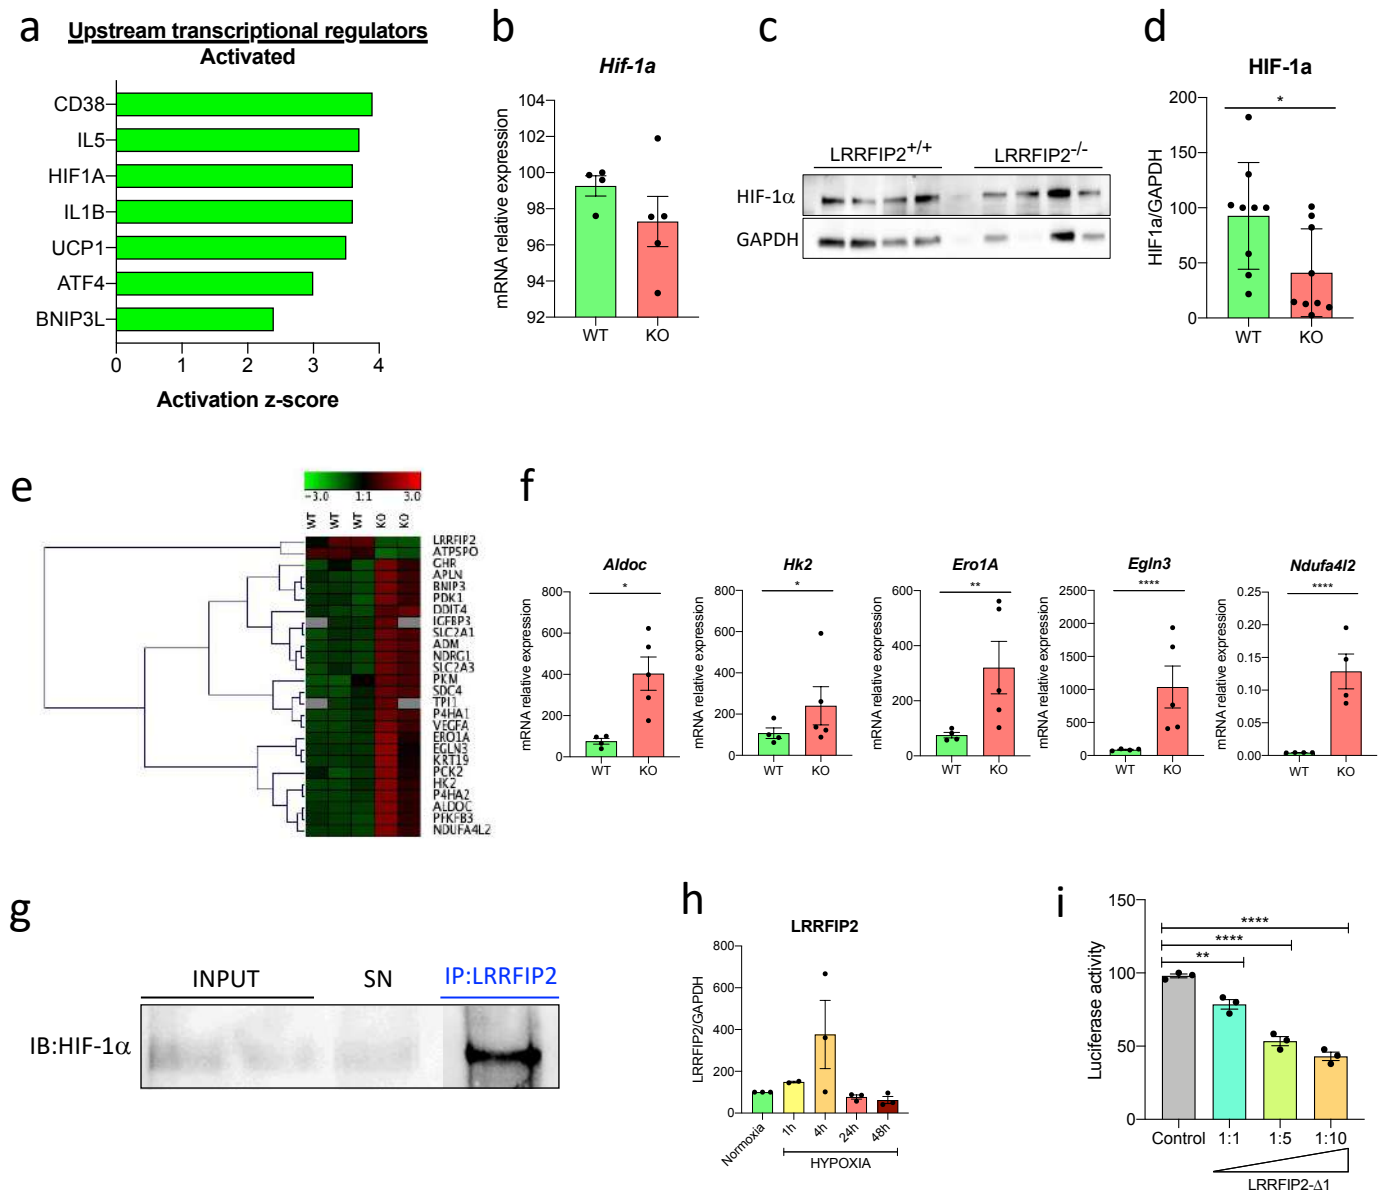 a
Upstream transcriptional regulators
Activated
CD38
IL5
HIF1A
IL1B
UCP1
ATF4
BNIP3L
0 1 2 3 4
Activation z-score
b
Hif-1a
mRNA relative expression
104
102
100
98
96
94
92
WT KO
c
LRRFIP2+/+ LRRFIP2-/-
HIF-1α
GAPDH
d
HIF-1a
*
HIF1a/GAPDH
200
150
100
50
0
WT KO
e
-3.0 1:1 3.0
WT WT WT KO KO
LRRFIP2
ATP5PO
GHR
APLN
BNIP3
PDK1
DDIT4
IGFBP3
SLC2A1
ADM
NDRG1
SLC2A3
PKM
SDC4
TPI1
P4HA1
VEGFA
ERO1A
EGLN3
KRT19
PCK2
HK2
P4HA2
ALDOC
PFKFB3
NDUFA4L2
f
Aldoc
*
mRNA relative expression
800
600
400
200
0
WT KO
Hk2
*
mRNA relative expression
800
600
400
200
0
WT KO
Ero1A
**
mRNA relative expression
600
400
200
0
WT KO
Egln3
****
mRNA relative expression
2500
2000
1500
1000
500
0
WT KO
Ndufa4l2
****
mRNA relative expression
0.25
0.20
0.15
0.10
0.05
0.00
WT KO
g
INPUT SN IP:LRRFIP2
IB:HIF-1α
h
LRRFIP2
LRRFIP2/GAPDH
800
600
400
200
0
Normoxia 1h 4h 24h 48h
HYPOXIA
i
Luciferase activity
150
100
50
0
****
****
**
Control 1:1 1:5 1:10
LRRFIP2-Δ1